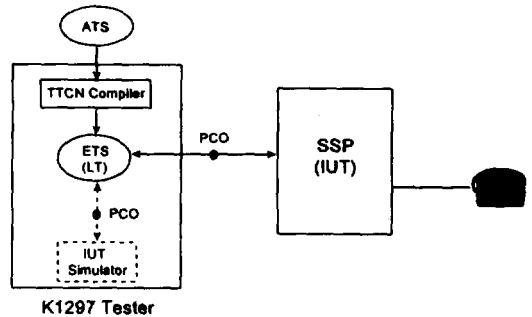 ATS
TTCN Compiler
ETS
(LT)
PCO
SSP
(IUT)
PCO
IUT
Simulator
K1297 Tester